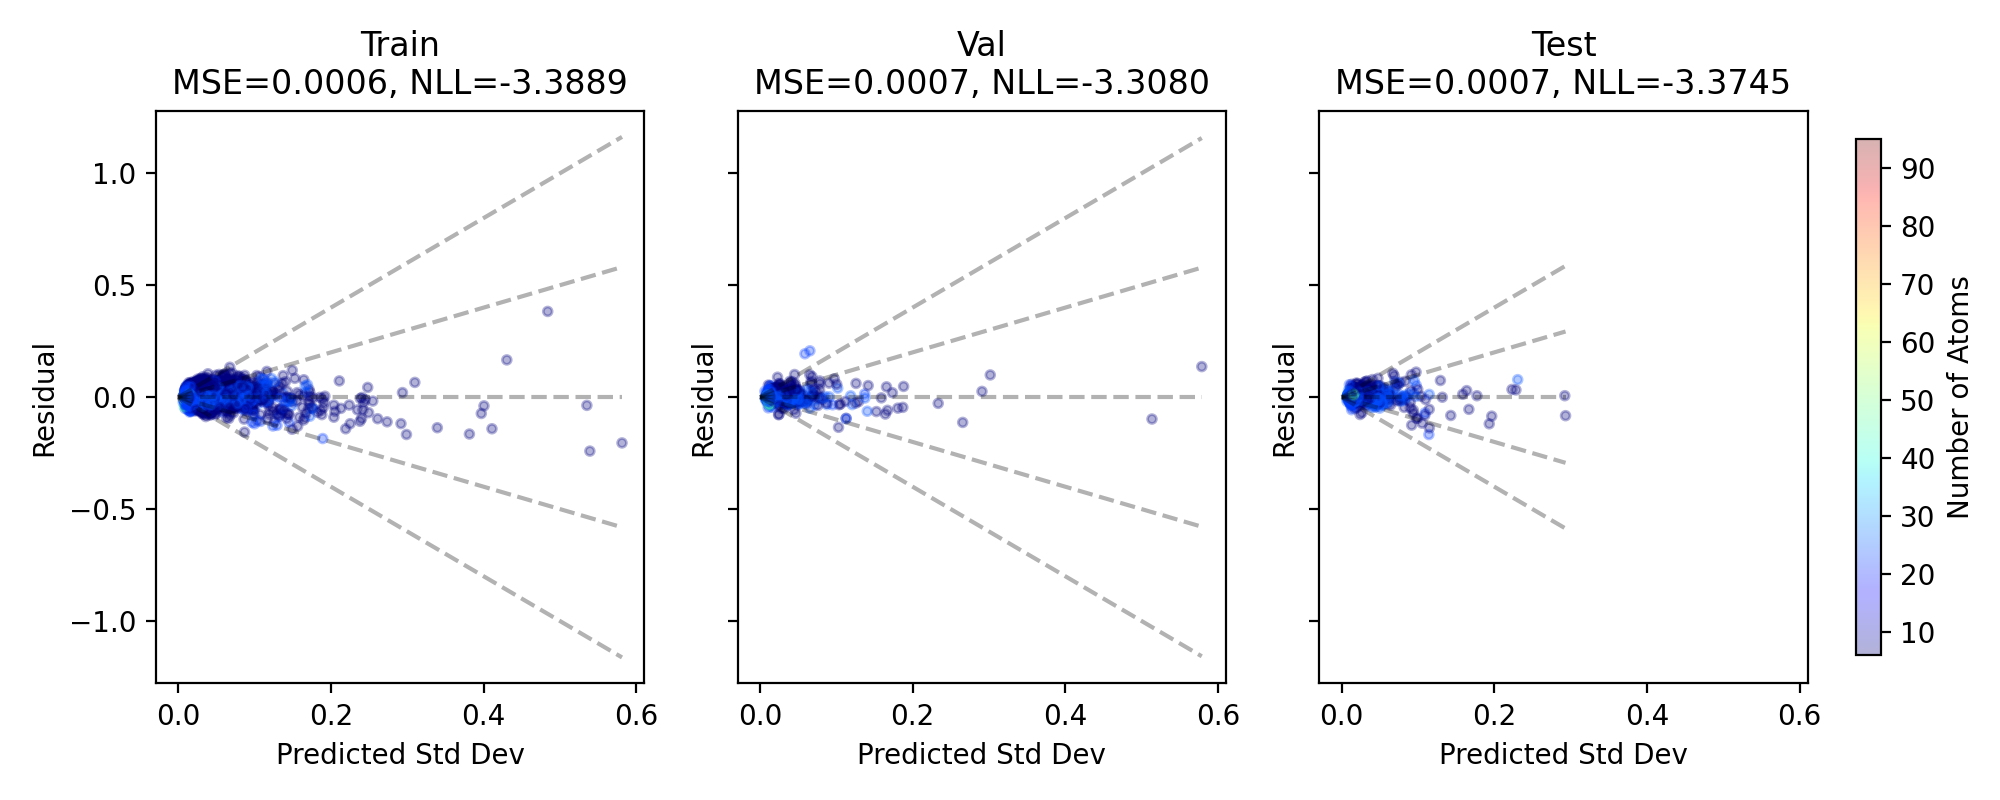 Train
MSE=0.0006, NLL=-3.3889
Val
MSE=0.0007, NLL=-3.3080
Test
MSE=0.0007, NLL=-3.3745
Residual
1.0
0.5
0.0
−0.5
−1.0
0.0 0.2 0.4 0.6
Predicted Std Dev
Residual
0.0 0.2 0.4 0.6
Predicted Std Dev
Residual
0.0 0.2 0.4 0.6
Predicted Std Dev
90
80
70
60
50
40
30
20
10
Number of Atoms